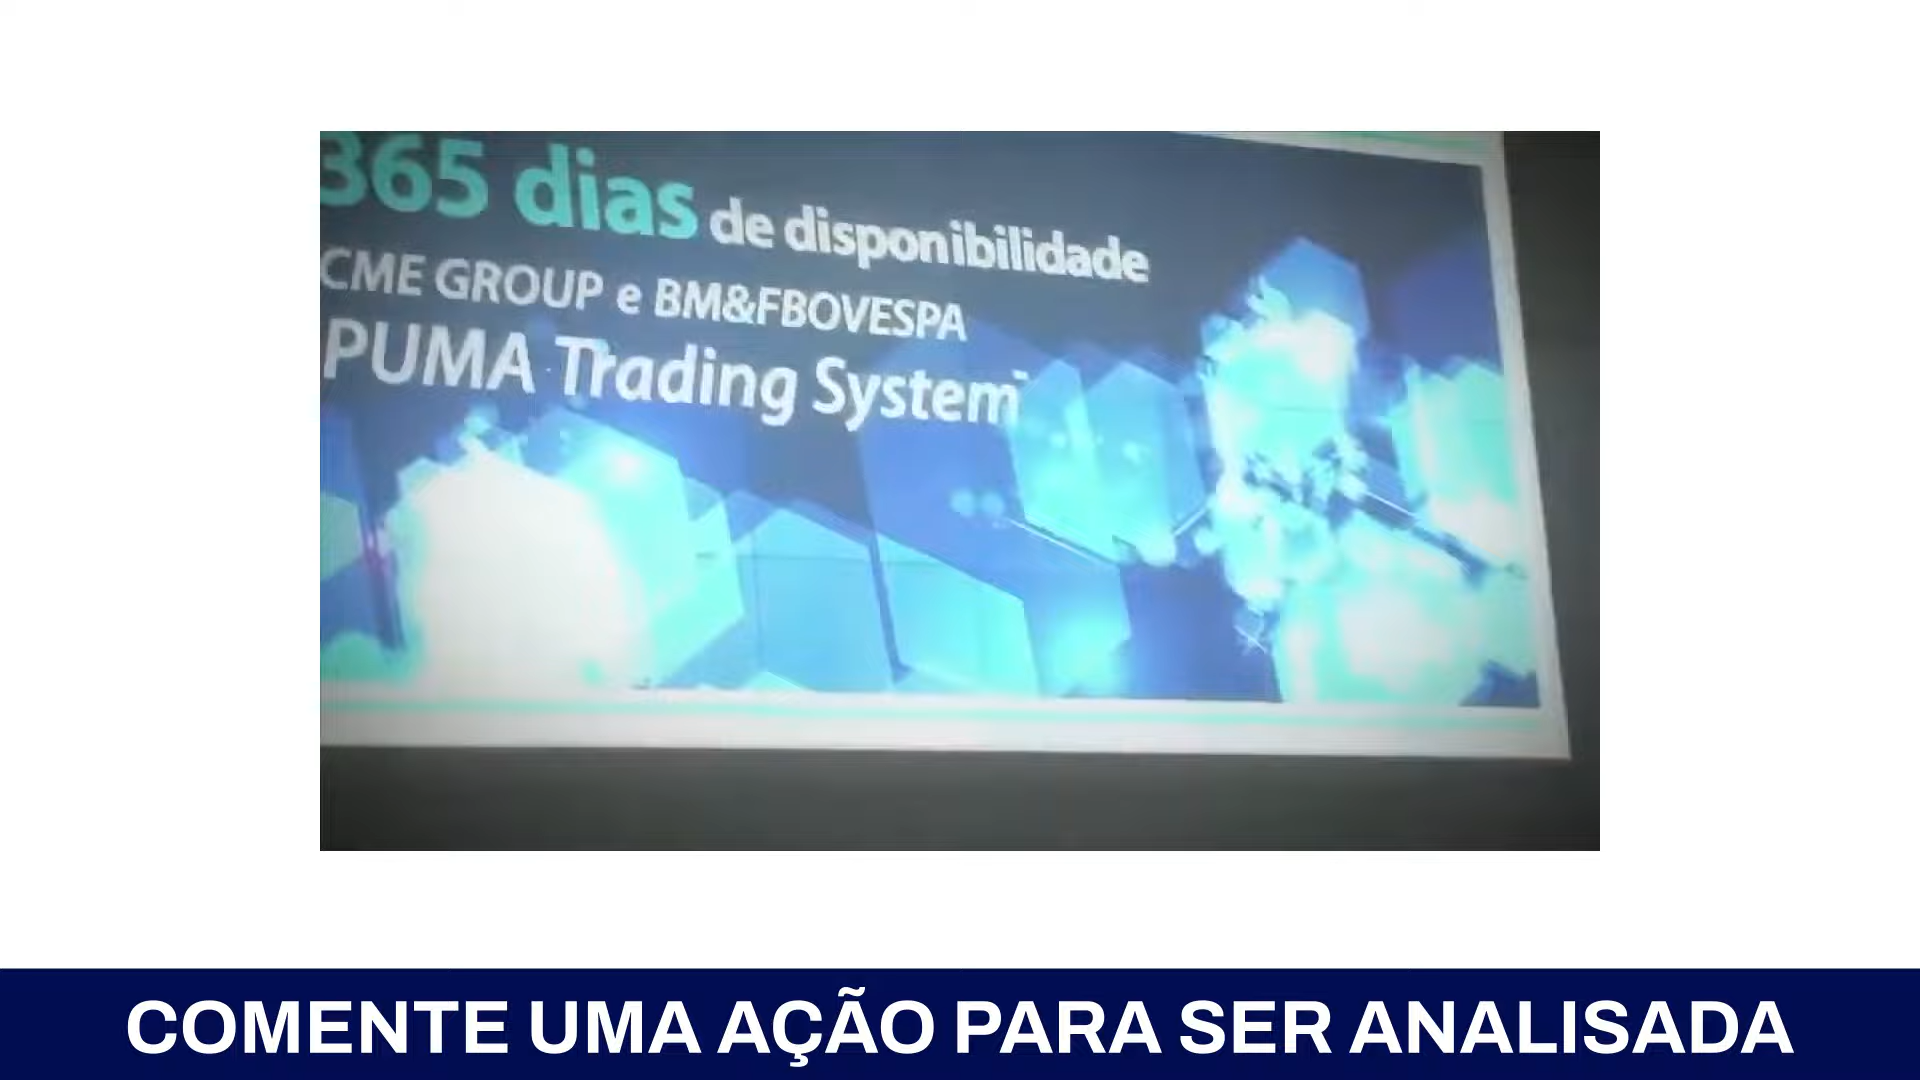 365 dias de disponibilidade
CME GROUP e BM&FBOVESPA
PUMA Trading System
COMENTE UMA AÇÃO PARA SER ANALISADA